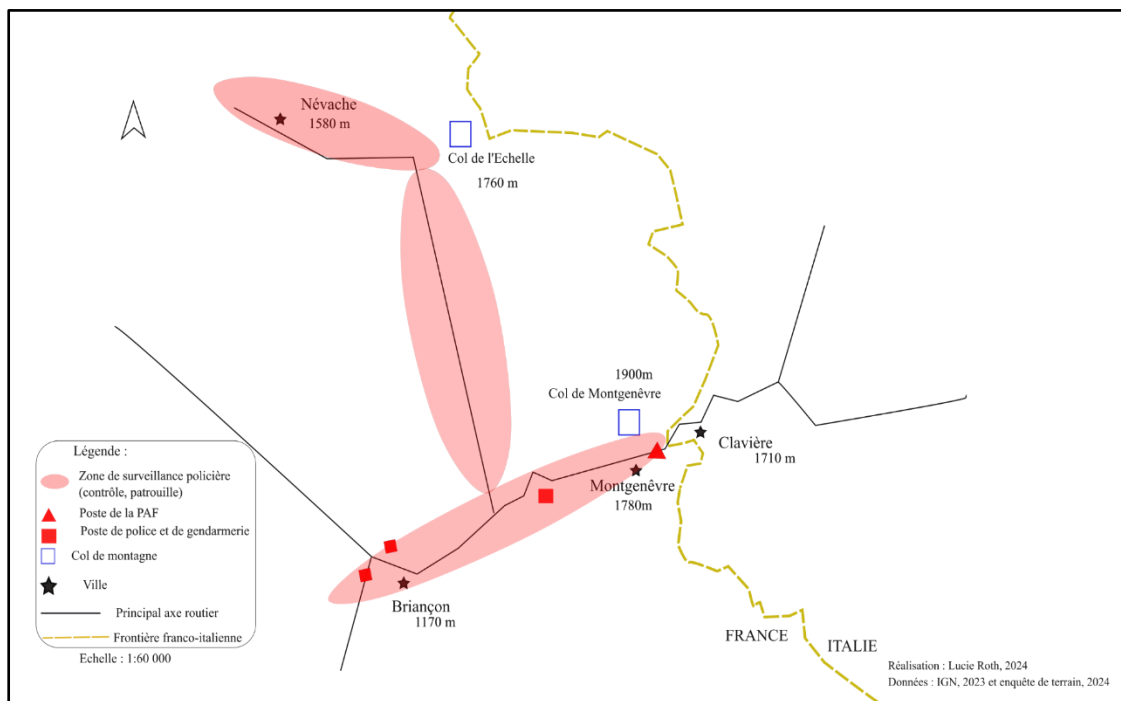 Névache
1580 m
Col de l'Echelle
1760 m
1900m
Col de Montgenêvre
Clavière
1710 m
Montgenêvre
1780m
Briançon
1170 m
FRANCE
ITALIE
Légende :
Zone de surveillance policière
(contrôle, patrouille)
Poste de la PAF
Poste de police et de gendarmerie
Col de montagne
Ville
Principal axe routier
Frontière franco-italienne
Echelle : 1:60 000
Réalisation : Lucie Roth, 2024
Données : IGN, 2023 et enquête de terrain, 2024